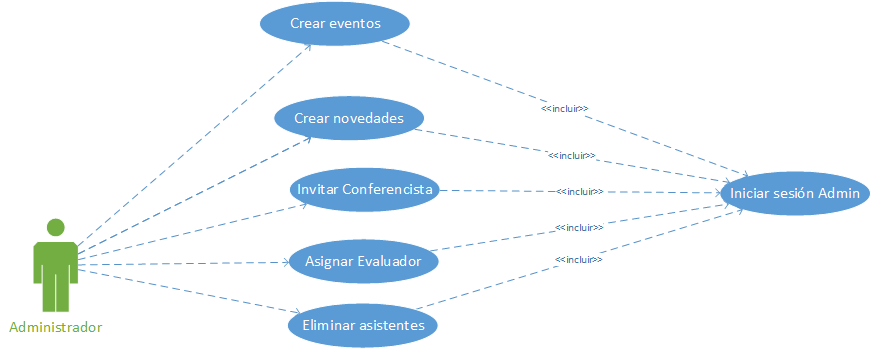 Crear eventos
<<incluir>>
Crear novedades
<<incluir>>
Invitar Conferencista
<<incluir>>
Iniciar sesión Admin
<<incluir>>
Asignar Evaluador
<<incluir>>
Eliminar asistentes
Administrador